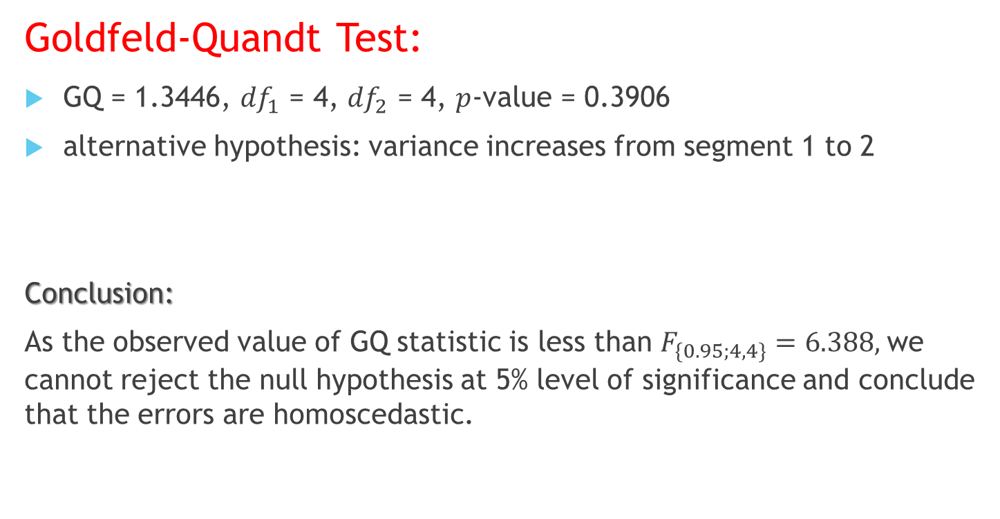 Goldfeld-Quandt Test:
GQ = 1.3446, 𝑑𝑓₁ = 4, 𝑑𝑓₂ = 4, 𝑝-value = 0.3906
alternative hypothesis: variance increases from segment 1 to 2
Conclusion:
As the observed value of GQ statistic is less than 𝐹_{0.95;4,4} = 6.388, we
cannot reject the null hypothesis at 5% level of significance and conclude
that the errors are homoscedastic.